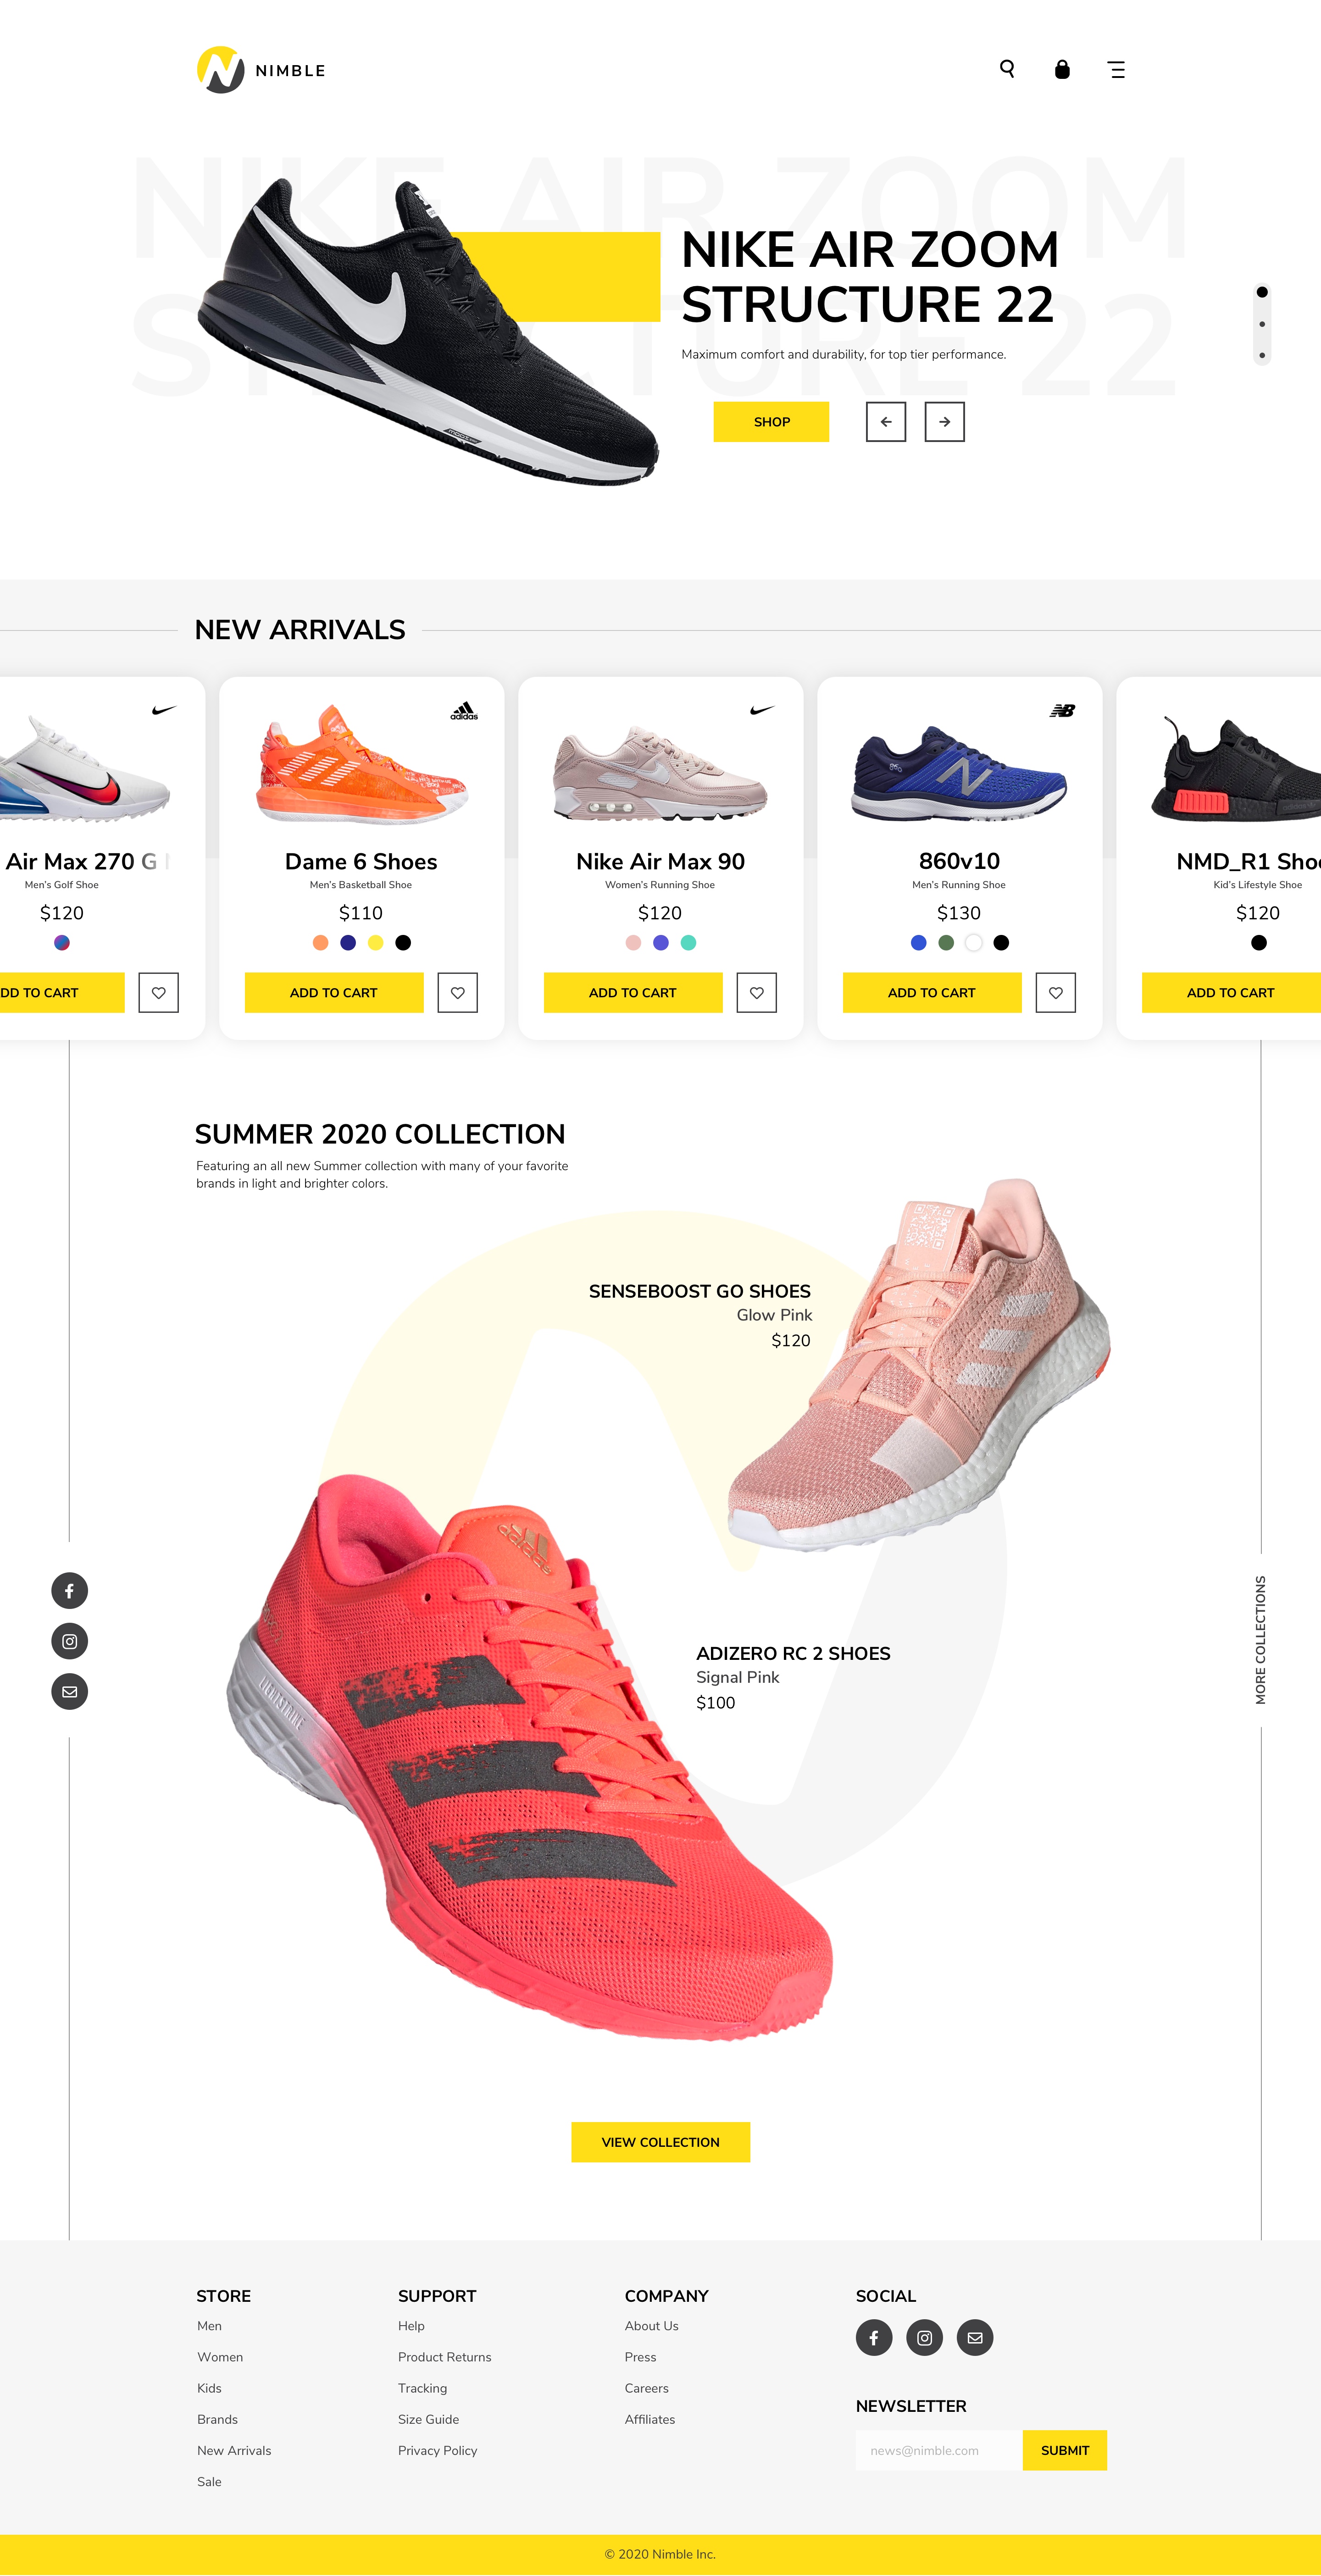 NIMBLE
NIKE AIR ZOOM
STRUCTURE 22
NIKE AIR ZOOM
STRUCTURE 22
Maximum comfort and durability, for top tier performance.
SHOP
NEW ARRIVALS
adidas
NB
Air Max 270 G
Men's Golf Shoe
$120
DD TO CART
Dame 6 Shoes
Men's Basketball Shoe
$110
ADD TO CART
Nike Air Max 90
Women's Running Shoe
$120
ADD TO CART
860v10
Men's Running Shoe
$130
ADD TO CART
NMD_R1 Sho
Kid's Lifestyle Shoe
$120
ADD TO CART
SUMMER 2020 COLLECTION
Featuring an all new Summer collection with many of your favorite
brands in light and brighter colors.
SENSEBOOST GO SHOES
Glow Pink
$120
adidas
LIGHTSTRIKE
ADIZERO RC 2 SHOES
Signal Pink
$100
MORE COLLECTIONS
VIEW COLLECTION
STORE
Men
Women
Kids
Brands
New Arrivals
Sale
SUPPORT
Help
Product Returns
Tracking
Size Guide
Privacy Policy
COMPANY
About Us
Press
Careers
Affiliates
SOCIAL
NEWSLETTER
news@nimble.com
SUBMIT
© 2020 Nimble Inc.